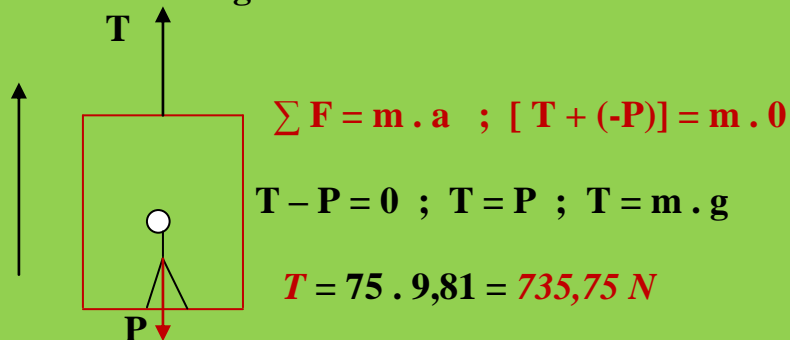 T
∑ F = m . a ; [ T + (-P)] = m . 0
T – P = 0 ; T = P ; T = m . g
T = 75 . 9,81 = 735,75 N
P